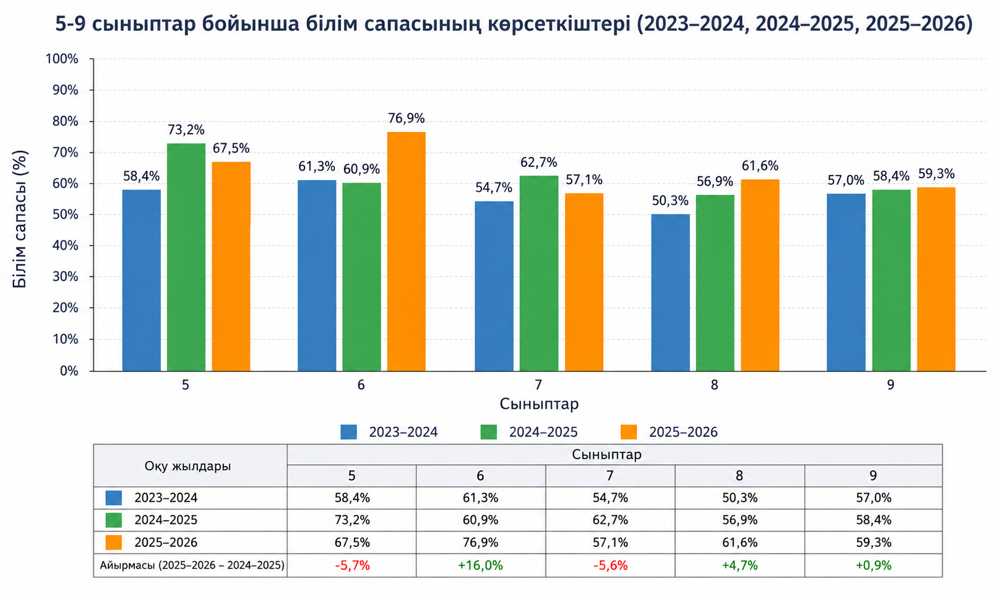 5-9 сыныптар бойынша білім сапасының көрсеткіштері (2023–2024, 2024–2025, 2025–2026)
Білім сапасы (%)
100%
90%
80%
70%
60%
50%
40%
30%
20%
10%
0%
58,4% 73,2% 67,5%
61,3% 60,9% 76,9%
54,7% 62,7% 57,1%
50,3% 56,9% 61,6%
57,0% 58,4% 59,3%
5 6 7 8 9
Сыныптар
2023–2024 2024–2025 2025–2026
Оқу жылдары Сыныптар
5 6 7 8 9
2023–2024 58,4% 61,3% 54,7% 50,3% 57,0%
2024–2025 73,2% 60,9% 62,7% 56,9% 58,4%
2025–2026 67,5% 76,9% 57,1% 61,6% 59,3%
Айырмасы (2025–2026 – 2024–2025) -5,7% +16,0% -5,6% +4,7% +0,9%